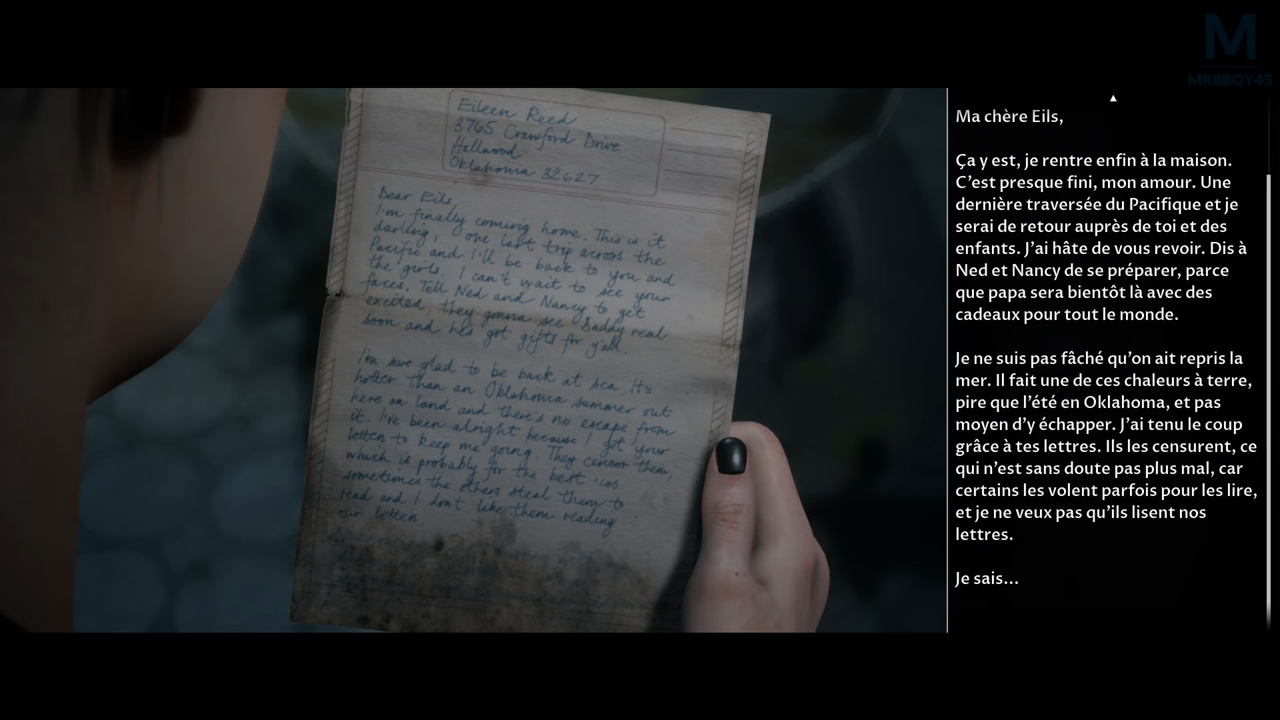 M
MRBBOY45
Eileen Reed
3765 Crawford Drive
Hallwood
Oklahoma 32627
Dear Eils,
I'm finally coming home. This is it
darling, one last trip across the
Pacific and I'll be back to you and
the girls. I can't wait to see your
faces. Tell Ned and Nancy to get
excited, they gonna see Daddy real
soon and he's got gifts for y'all.
I'm sure glad to be back at sea. It's
hotter than an Oklahoma summer out
here on land and there's no escape from
it. I've been alright because I got your
letters to keep me going. They censor them,
which is probably for the best 'cos
sometimes the others steal them to
read and I don't like them reading
our letters.
Ma chère Eils,
Ça y est, je rentre enfin à la maison.
C'est presque fini, mon amour. Une
dernière traversée du Pacifique et je
serai de retour auprès de toi et des
enfants. J'ai hâte de vous revoir. Dis à
Ned et Nancy de se préparer, parce
que papa sera bientôt là avec des
cadeaux pour tout le monde.
Je ne suis pas fâché qu'on ait repris la
mer. Il fait une de ces chaleurs à terre,
pire que l'été en Oklahoma, et pas
moyen d'y échapper. J'ai tenu le coup
grâce à tes lettres. Ils les censurent, ce
qui n'est sans doute pas plus mal, car
certains les volent parfois pour les lire,
et je ne veux pas qu'ils lisent nos
lettres.
Je sais...